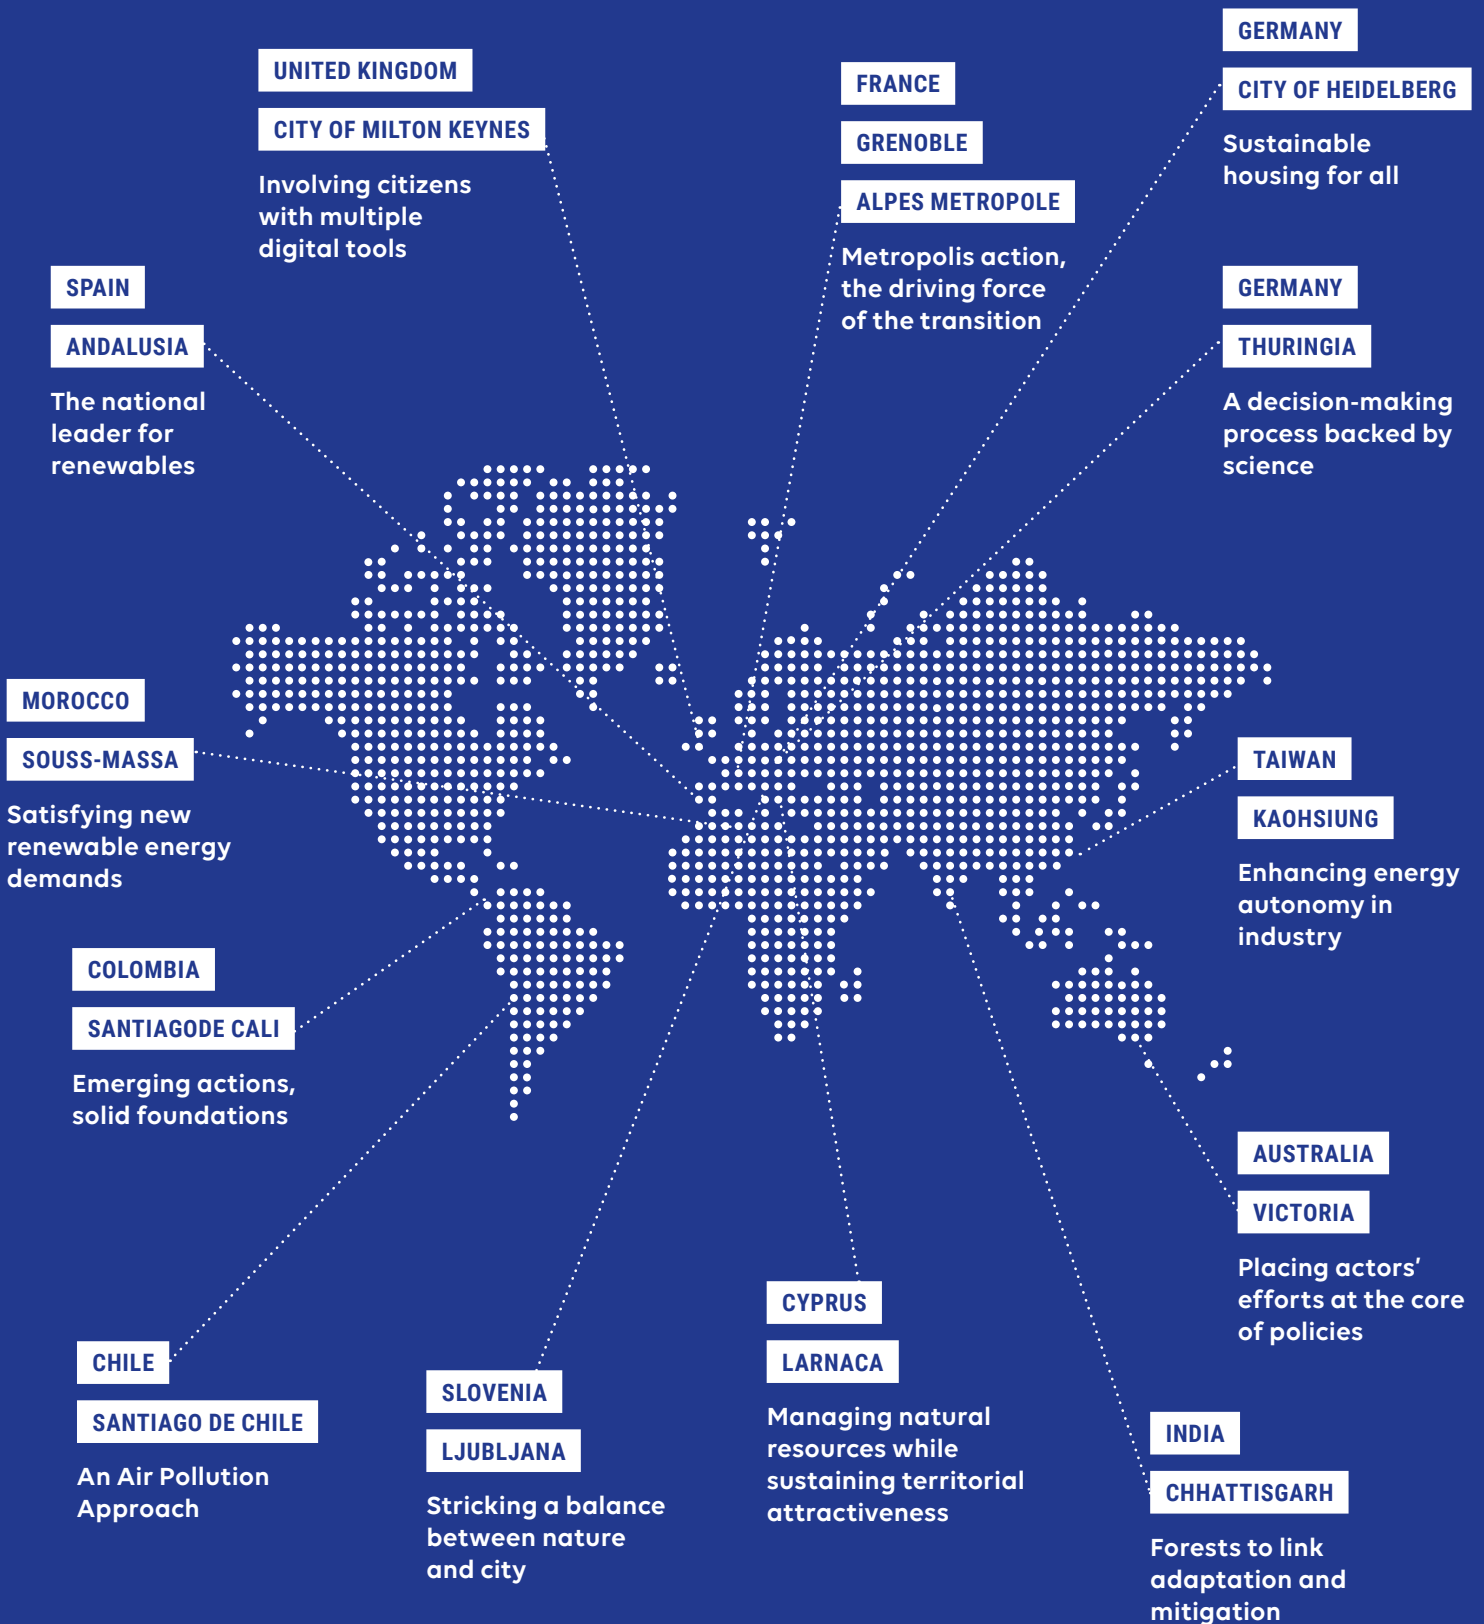 UNITED KINGDOM
CITY OF MILTON KEYNES
Involving citizens
with multiple
digital tools
FRANCE
GRENOBLE
ALPES METROPOLE
Metropolis action,
the driving force
of the transition
GERMANY
CITY OF HEIDELBERG
Sustainable
housing for all
SPAIN
ANDALUSIA
The national
leader for
renewables
GERMANY
THURINGIA
A decision-making
process backed by
science
MOROCCO
SOUSS-MASSA
Satisfying new
renewable energy
demands
TAIWAN
KAOHSIUNG
Enhancing energy
autonomy in
industry
COLOMBIA
SANTIAGODE CALI
Emerging actions,
solid foundations
AUSTRALIA
VICTORIA
Placing actors’
efforts at the core
of policies
CHILE
SANTIAGO DE CHILE
An Air Pollution
Approach
SLOVENIA
LJUBLJANA
Stricking a balance
between nature
and city
CYPRUS
LARNACA
Managing natural
resources while
sustaining territorial
attractiveness
INDIA
CHHATTISGARH
Forests to link
adaptation and
mitigation